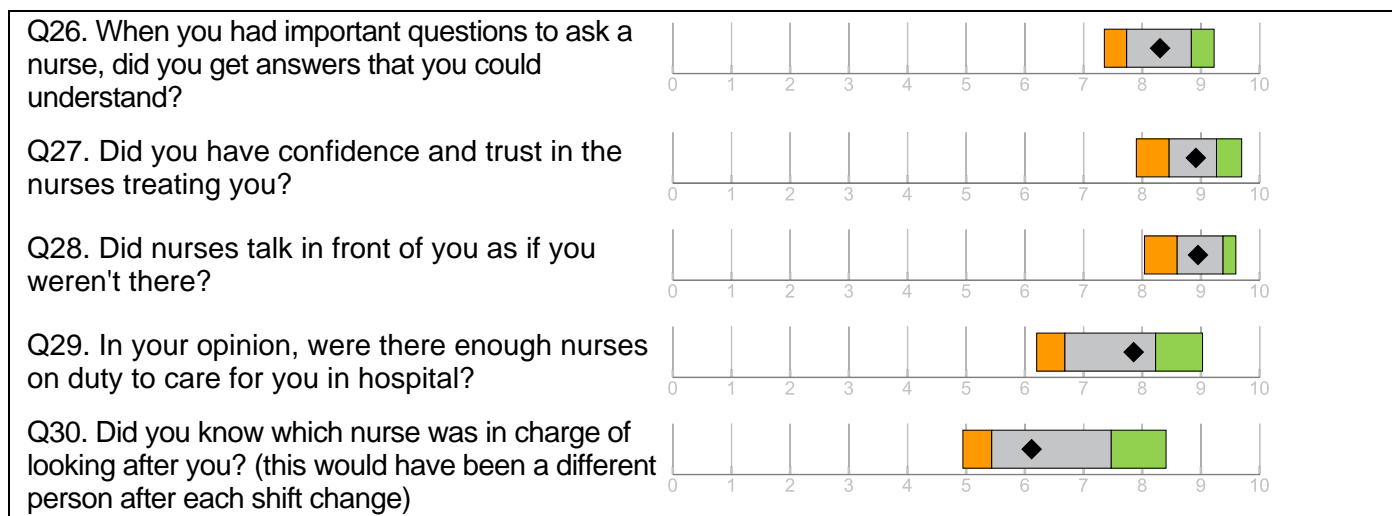 Q26. When you had important questions to ask a
nurse, did you get answers that you could
understand?
0 1 2 3 4 5 6 7 8 9 10
Q27. Did you have confidence and trust in the
nurses treating you?
0 1 2 3 4 5 6 7 8 9 10
Q28. Did nurses talk in front of you as if you
weren't there?
0 1 2 3 4 5 6 7 8 9 10
Q29. In your opinion, were there enough nurses
on duty to care for you in hospital?
0 1 2 3 4 5 6 7 8 9 10
Q30. Did you know which nurse was in charge of
looking after you? (this would have been a different
person after each shift change)
0 1 2 3 4 5 6 7 8 9 10